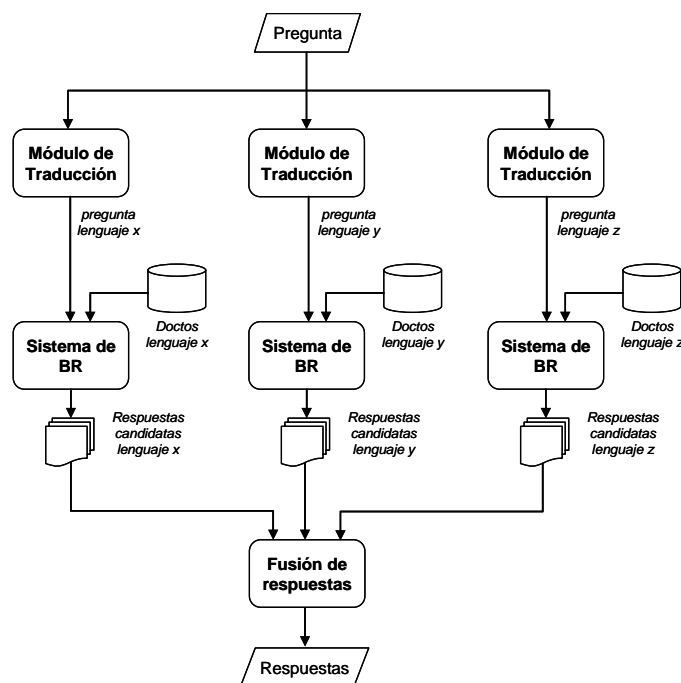 Pregunta
Módulo de
Traducción
Módulo de
Traducción
Módulo de
Traducción
pregunta
lenguaje x
pregunta
lenguaje y
pregunta
lenguaje z
Doctos
lenguaje x
Doctos
lenguaje y
Doctos
lenguaje z
Sistema de
BR
Sistema de
BR
Sistema de
BR
Respuestas
candidatas
lenguaje x
Respuestas
candidatas
lenguaje y
Respuestas
candidatas
lenguaje z
Fusión de
respuestas
Respuestas